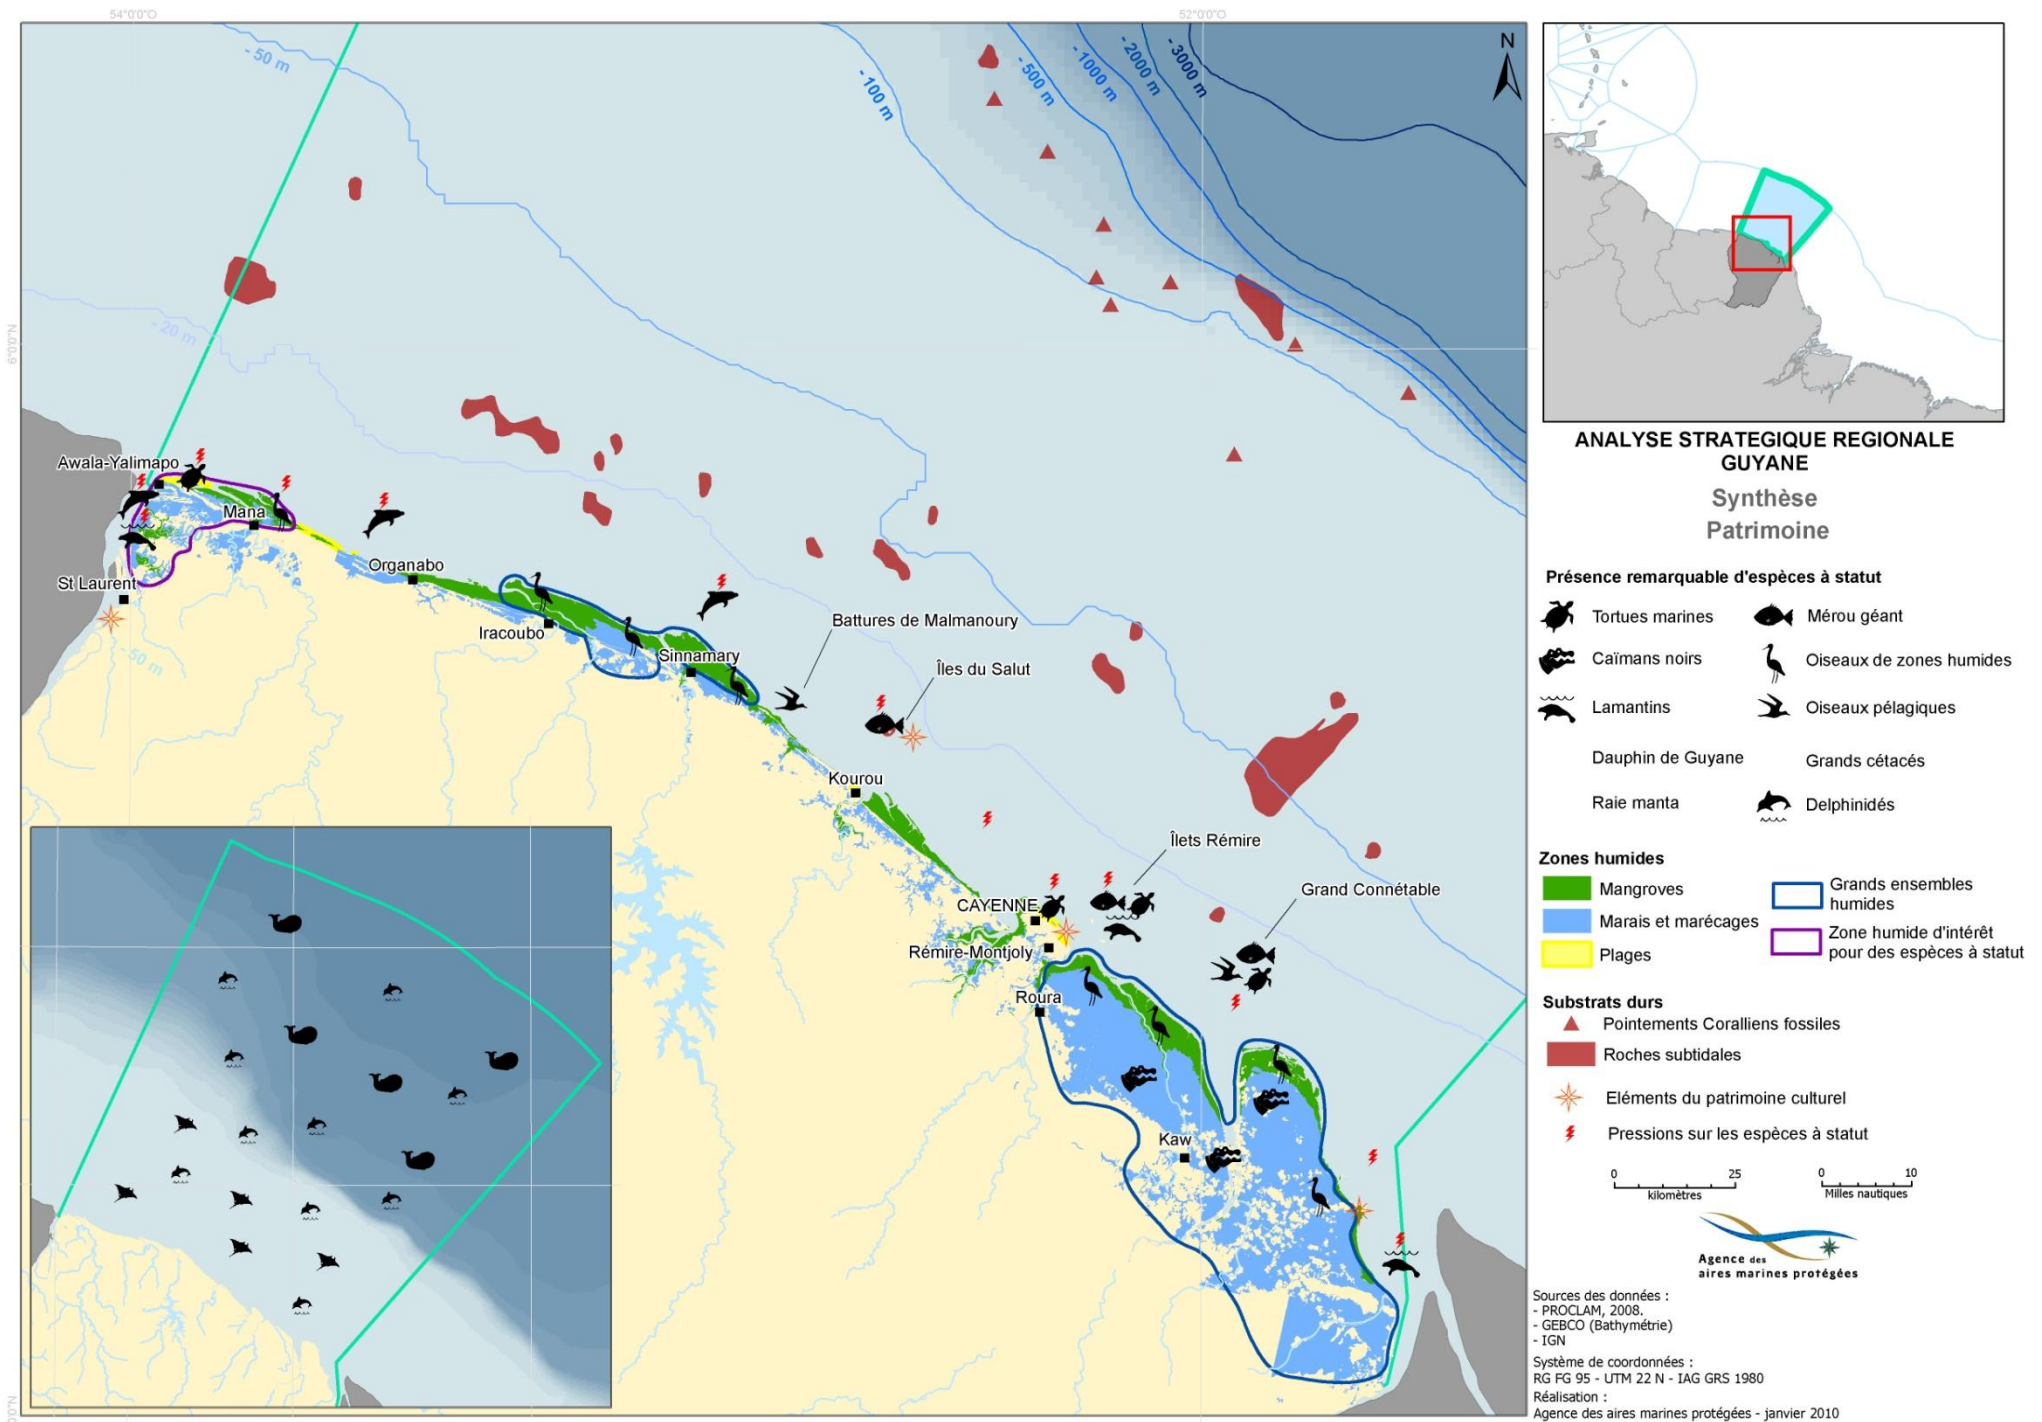 54°0'0"O
52°0'0"O
- 50 m
- 100 m
- 500 m
- 1000 m
- 2000 m
- 3000 m
N
6°0'0"N
- 20 m
Awala-Yalimapo
Mana
St Laurent
- 50 m
Organabo
Iracoubo
Sinnamary
Battures de Malmanoury
Îles du Salut
Kourou
Îlets Rémire
Grand Connétable
CAYENNE
Rémire-Montjoly
Roura
Kaw
ANALYSE STRATEGIQUE REGIONALE
GUYANE
Synthèse
Patrimoine
Présence remarquable d'espèces à statut
Tortues marines
Mérou géant
Caïmans noirs
Oiseaux de zones humides
Lamantins
Oiseaux pélagiques
Dauphin de Guyane
Grands cétacés
Raie manta
Delphinidés
Zones humides
Mangroves
Marais et marécages
Plages
Grands ensembles
humides
Zone humide d'intérêt
pour des espèces à statut
Substrats durs
Pointements Coralliens fossiles
Roches subtidales
Eléments du patrimoine culturel
Pressions sur les espèces à statut
0 25
kilomètres
0 10
Milles nautiques
Agence des
aires marines protégées
Sources des données :
- PROCLAM, 2008.
- GEBCO (Bathymétrie)
- IGN
Système de coordonnées :
RG FG 95 - UTM 22 N - IAG GRS 1980
Réalisation :
Agence des aires marines protégées - janvier 2010